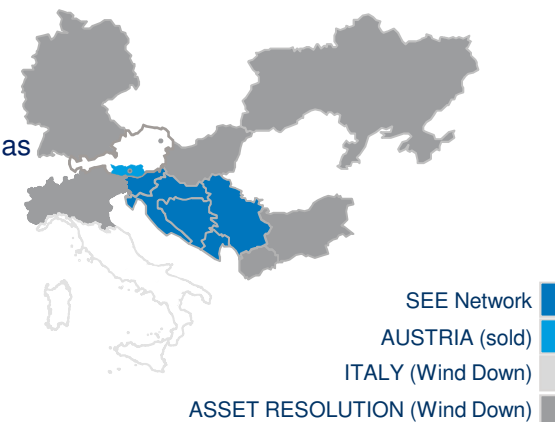 as
SEE Network
AUSTRIA (sold)
ITALY (Wind Down)
ASSET RESOLUTION (Wind Down)